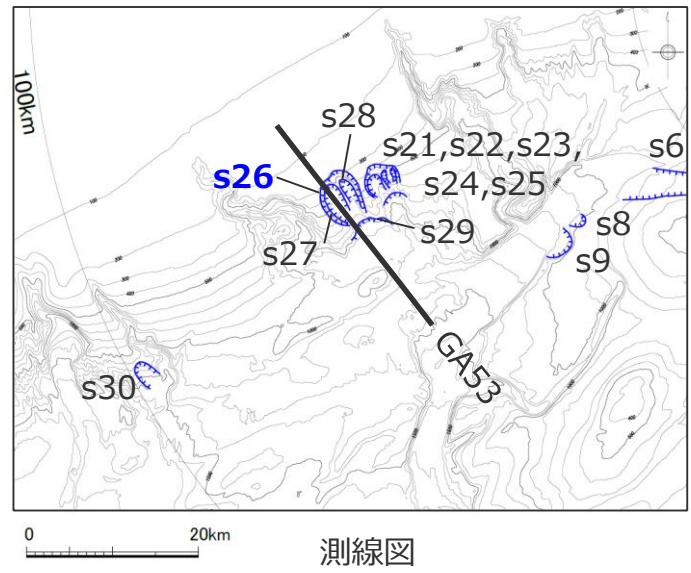 100km
s28
s21,s22,s23,
s6
s26
s24,s25
s8
s29
s27
s9
GA53
s30
0 20km
測線図